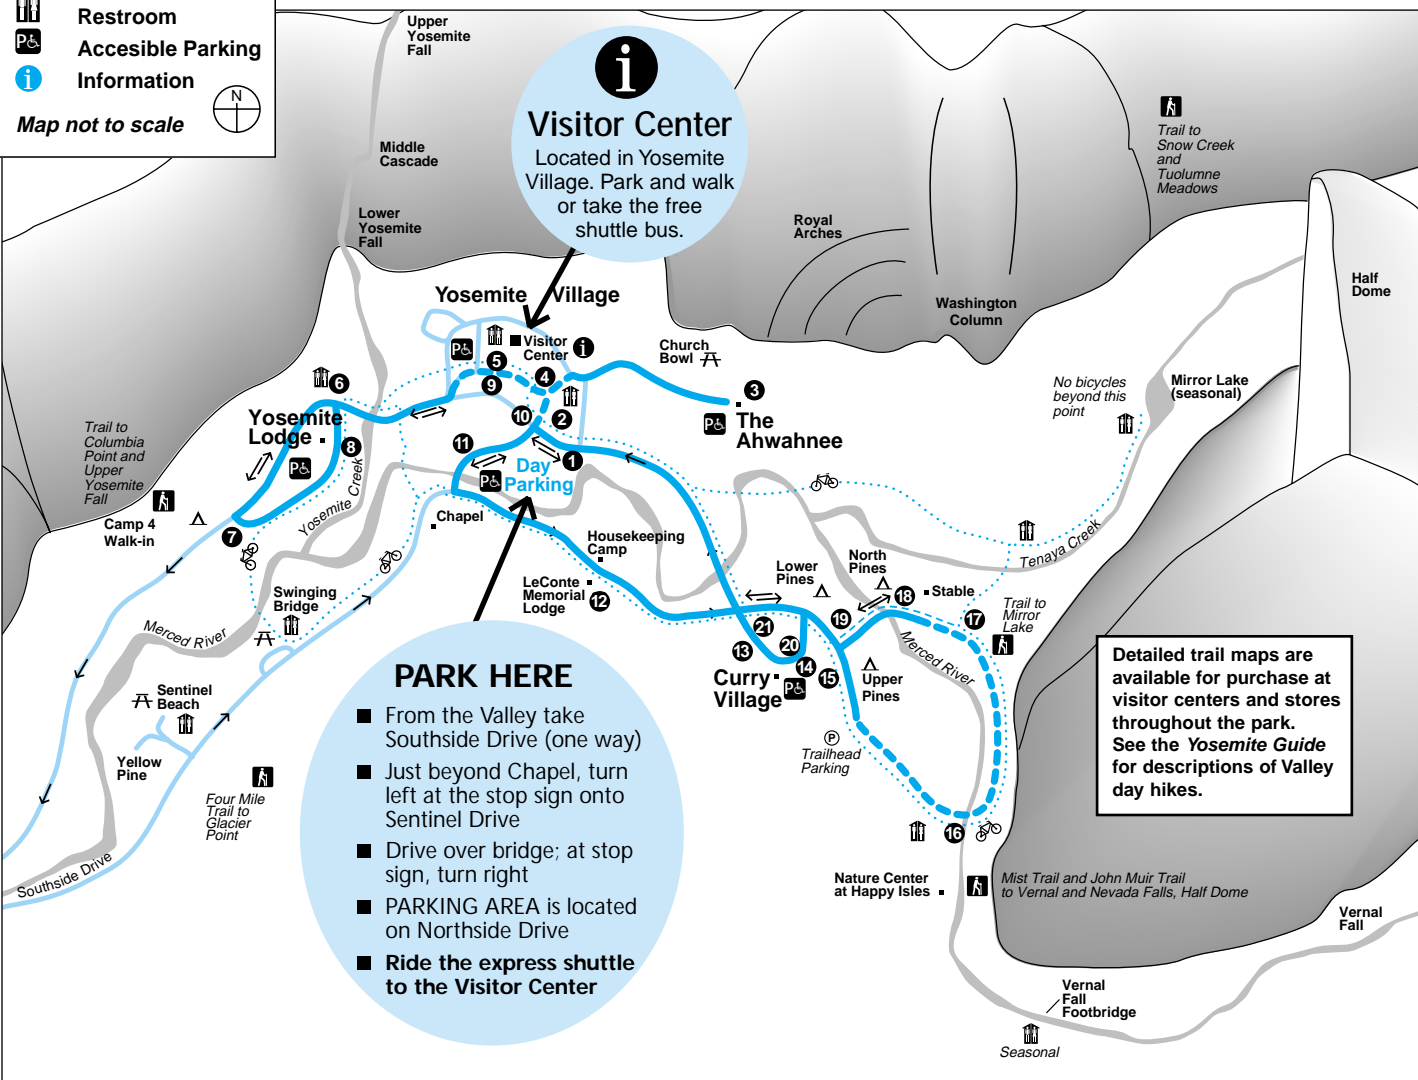 Restroom
P Accesible Parking
i Information
Map not to scale
N
Upper
Yosemite
Fall
Middle
Cascade
Lower
Yosemite
Fall
i
Visitor Center
Located in Yosemite
Village. Park and walk
or take the free
shuttle bus.
Trail to
Snow Creek
and
Tuolumne
Meadows
Royal
Arches
Washington
Column
Half
Dome
Yosemite Village
Visitor
Center
i
P
5
9
4
10
2
Church
Bowl
3
P
The
Ahwahnee
No bicycles
beyond this
point
Mirror Lake
(seasonal)
6
Yosemite
Lodge
8
P
Trail to
Columbia
Point and
Upper
Yosemite
Fall
Camp 4
Walk-in
7
Yosemite Creek
11
1
P
Day
Parking
Chapel
Housekeeping
Camp
LeConte
Memorial
Lodge
12
Swinging
Bridge
Merced River
Sentinel
Beach
Yellow
Pine
Four Mile
Trail to
Glacier
Point
Southside Drive
Lower
Pines
North
Pines
18
Stable
17
Tenaya Creek
Trail to
Mirror
Lake
19
21
20
13
14
15
Curry
Village
P
Upper
Pines
Merced River
P
Trailhead
Parking
16
Nature Center
at Happy Isles
Mist Trail and John Muir Trail
to Vernal and Nevada Falls, Half Dome
Vernal
Fall
Vernal
Fall
Footbridge
Seasonal
Detailed trail maps are
available for purchase at
visitor centers and stores
throughout the park.
See the Yosemite Guide
for descriptions of Valley
day hikes.
PARK HERE
From the Valley take
Southside Drive (one way)
Just beyond Chapel, turn
left at the stop sign onto
Sentinel Drive
Drive over bridge; at stop
sign, turn right
PARKING AREA is located
on Northside Drive
Ride the express shuttle
to the Visitor Center